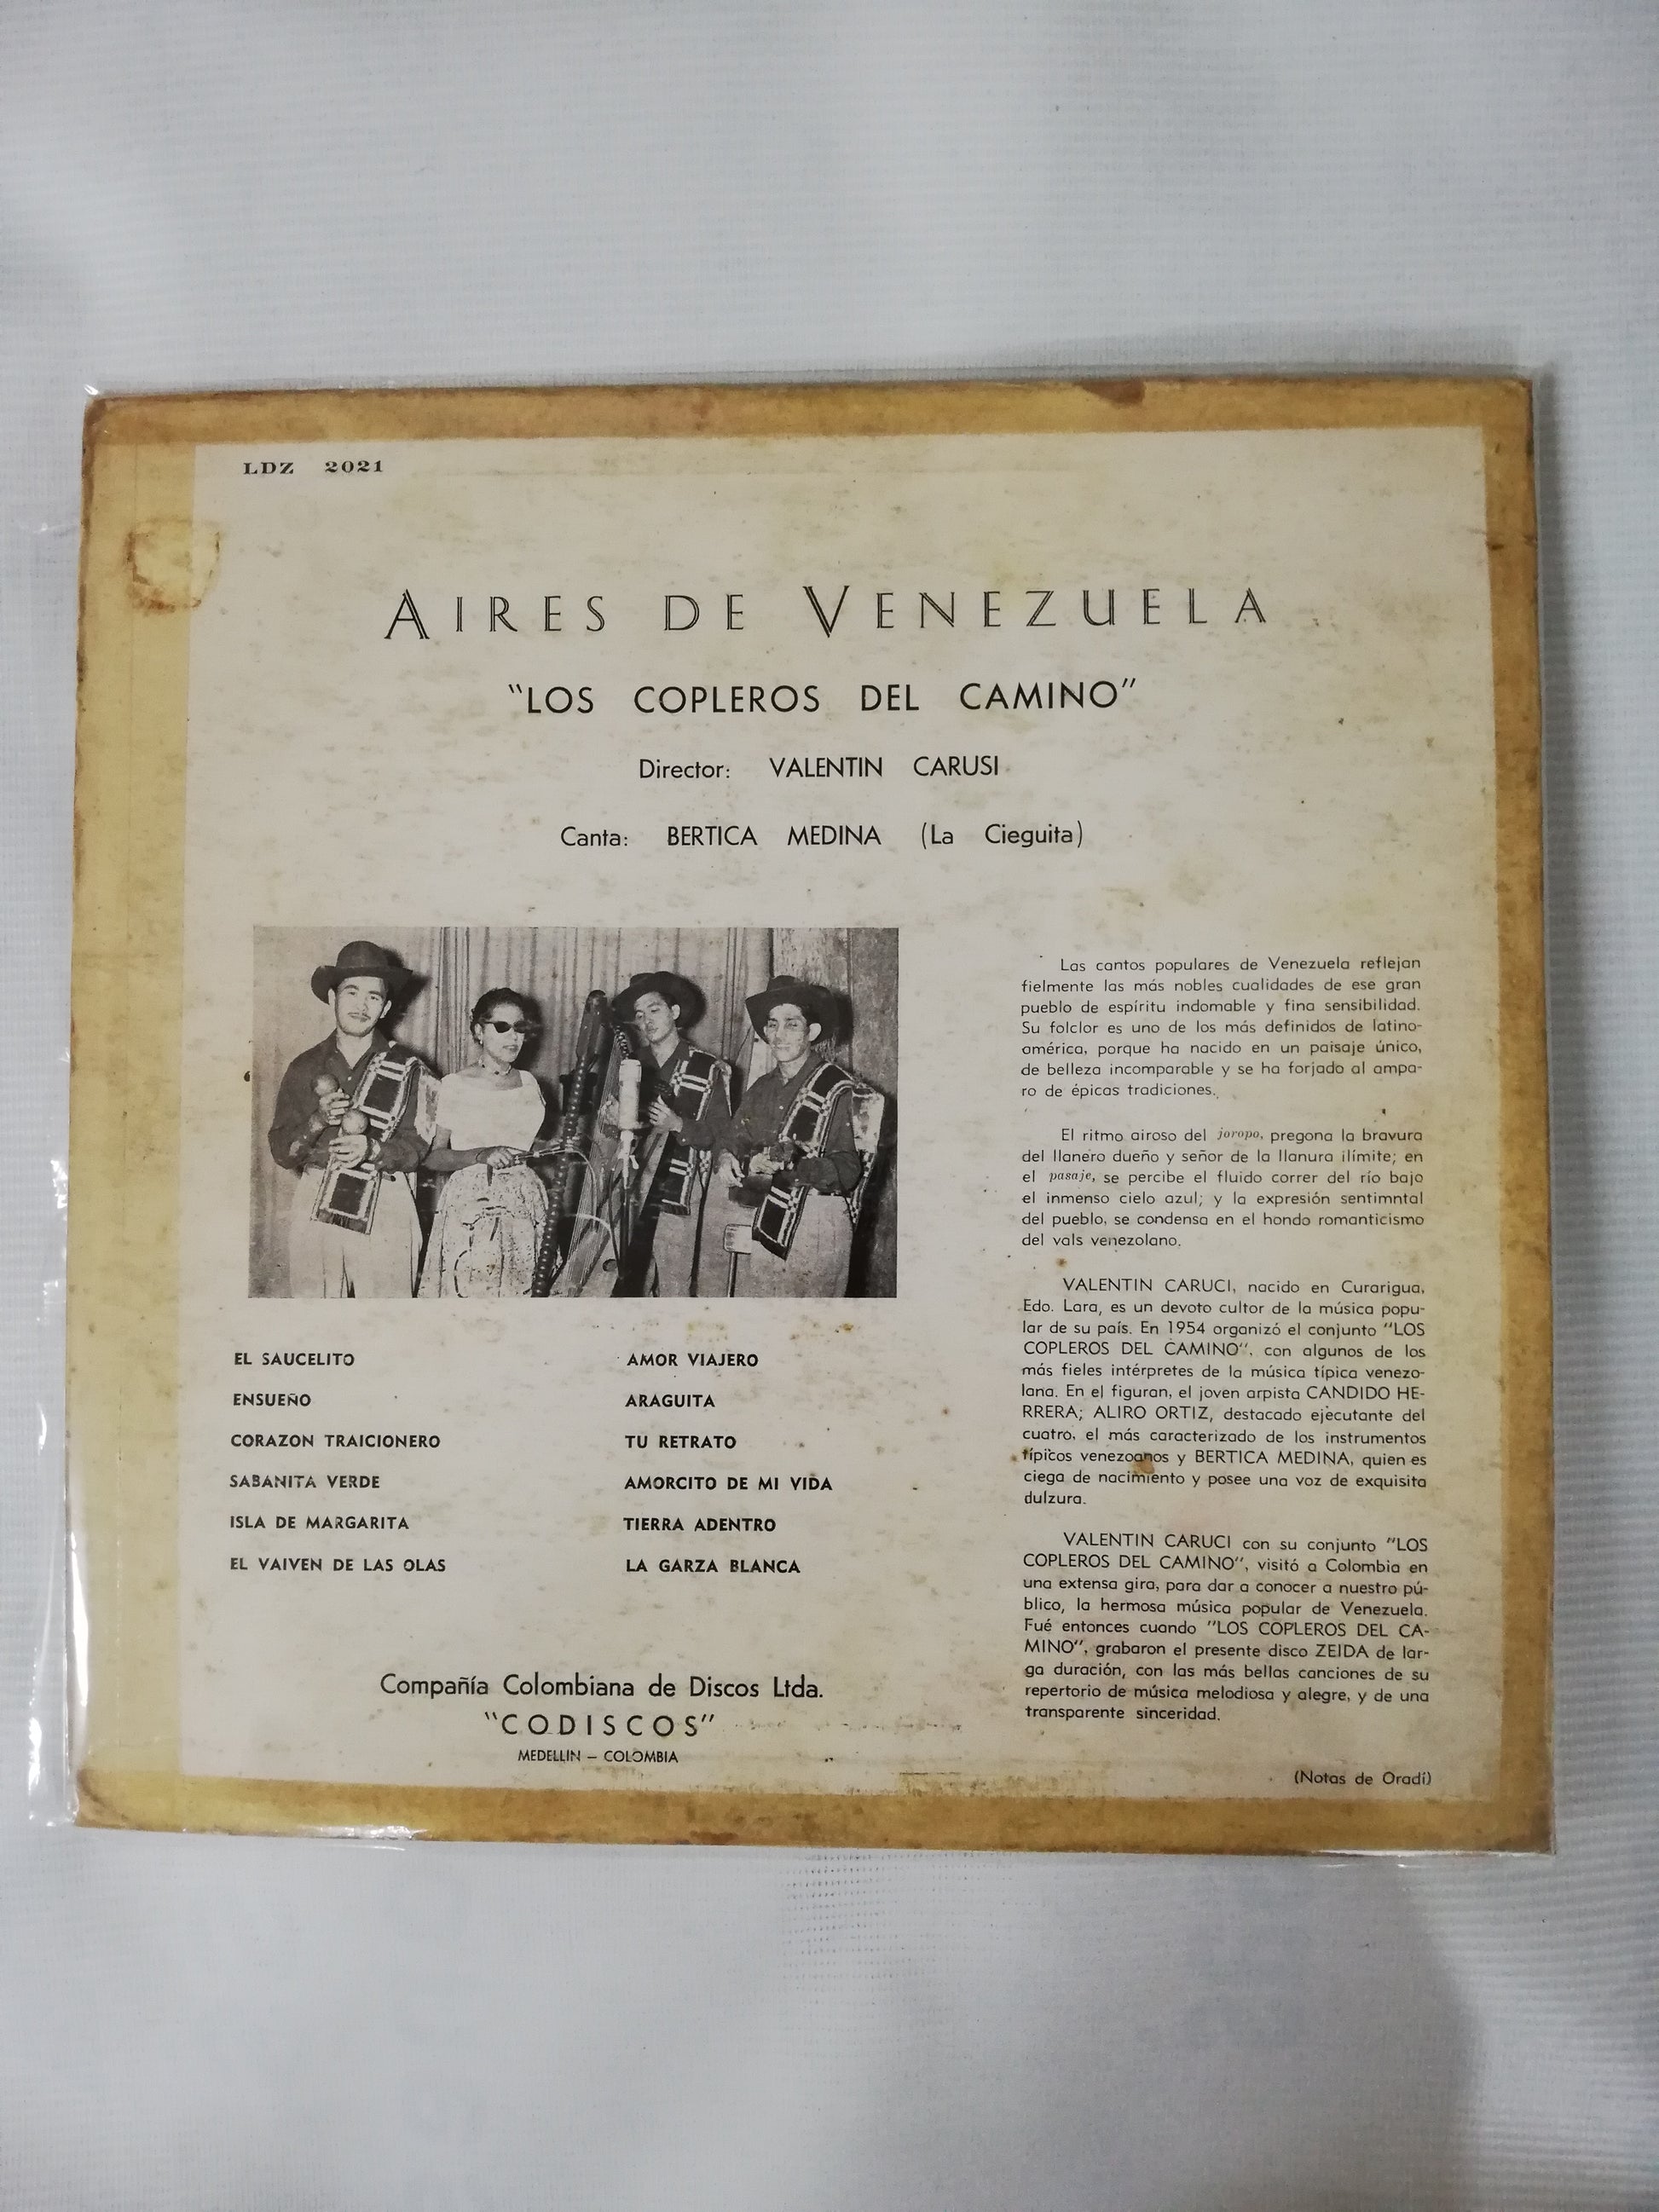 LDZ 2021
AIRES DE VENEZUELA
"LOS COPLEROS DEL CAMINO"
Director: VALENTIN CARUSI
Canta: BERTICA MEDINA (La Cieguita)
EL SAUCELITO
ENSUEÑO
CORAZON TRAICIONERO
SABANITA VERDE
ISLA DE MARGARITA
EL VAIVEN DE LAS OLAS
AMOR VIAJERO
ARAGUITA
TU RETRATO
AMORCITO DE MI VIDA
TIERRA ADENTRO
LA GARZA BLANCA
Compañía Colombiana de Discos Ltda.
"CODISCOS"
MEDELLIN – COLOMBIA
Las cantos populares de Venezuela reflejan
fielmente las más nobles cualidades de ese gran
pueblo de espíritu indomable y fina sensibilidad.
Su folclor es uno de los más definidos de latino-
américa, porque ha nacido en un paisaje único,
de belleza incomparable y se ha forjado al ampa-
ro de épicas tradiciones.
El ritmo airoso del joropo, pregona la bravura
del llanero dueño y señor de la llanura ilímite; en
el pasaje, se percibe el fluido correr del río bajo
el inmenso cielo azul; y la expresión sentimntal
del pueblo, se condensa en el hondo romanticismo
del vals venezolano.
VALENTIN CARUCI, nacido en Curarigua,
Edo. Lara, es un devoto cultor de la música popu-
lar de su país. En 1954 organizó el conjunto "LOS
COPLEROS DEL CAMINO", con algunos de los
más fieles intérpretes de la música típica venezo-
lana. En el figuran, el joven arpista CANDIDO HE-
RRERA; ALIRO ORTIZ, destacado ejecutante del
cuatro, el más caracterizado de los instrumentos
típicos venezoanos y BERTICA MEDINA, quien es
ciega de nacimiento y posee una voz de exquisita
dulzura.
VALENTIN CARUCI con su conjunto "LOS
COPLEROS DEL CAMINO", visitó a Colombia en
una extensa gira, para dar a conocer a nuestro pú-
blico, la hermosa música popular de Venezuela.
Fué entonces cuando "LOS COPLEROS DEL CA-
MINO", grabaron el presente disco ZEIDA de lar-
ga duración, con las más bellas canciones de su
repertorio de música melodiosa y alegre, y de una
transparente sinceridad.
(Notas de Oradí)